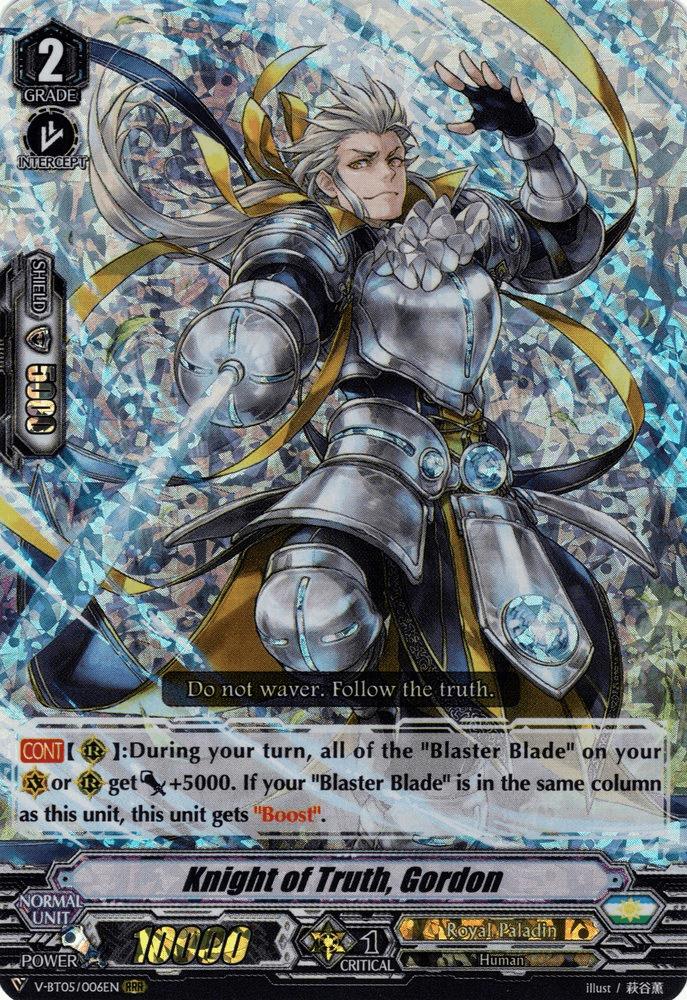 2
GRADE
INTERCEPT
SHIELD
5000
Do not waver. Follow the truth.
CONT【 R 】:During your turn, all of the "Blaster Blade" on your
V or R get +5000. If your "Blaster Blade" is in the same column
as this unit, this unit gets "Boost".
Knight of Truth, Gordon
NORMAL
UNIT
POWER 10000 1 CRITICAL
Royal Paladin
Human
V-BT05/006EN RRR
illust / 萩谷薫